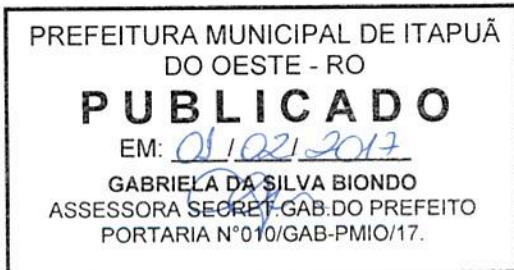 PREFEITURA MUNICIPAL DE ITAPUÃ
DO OESTE - RO
PUBLICADO
EM: 01/02/2017
GABRIELA DA SILVA BIONDO
ASSESSORA SECRET.GAB.DO PREFEITO
PORTARIA N°010/GAB-PMIO/17.